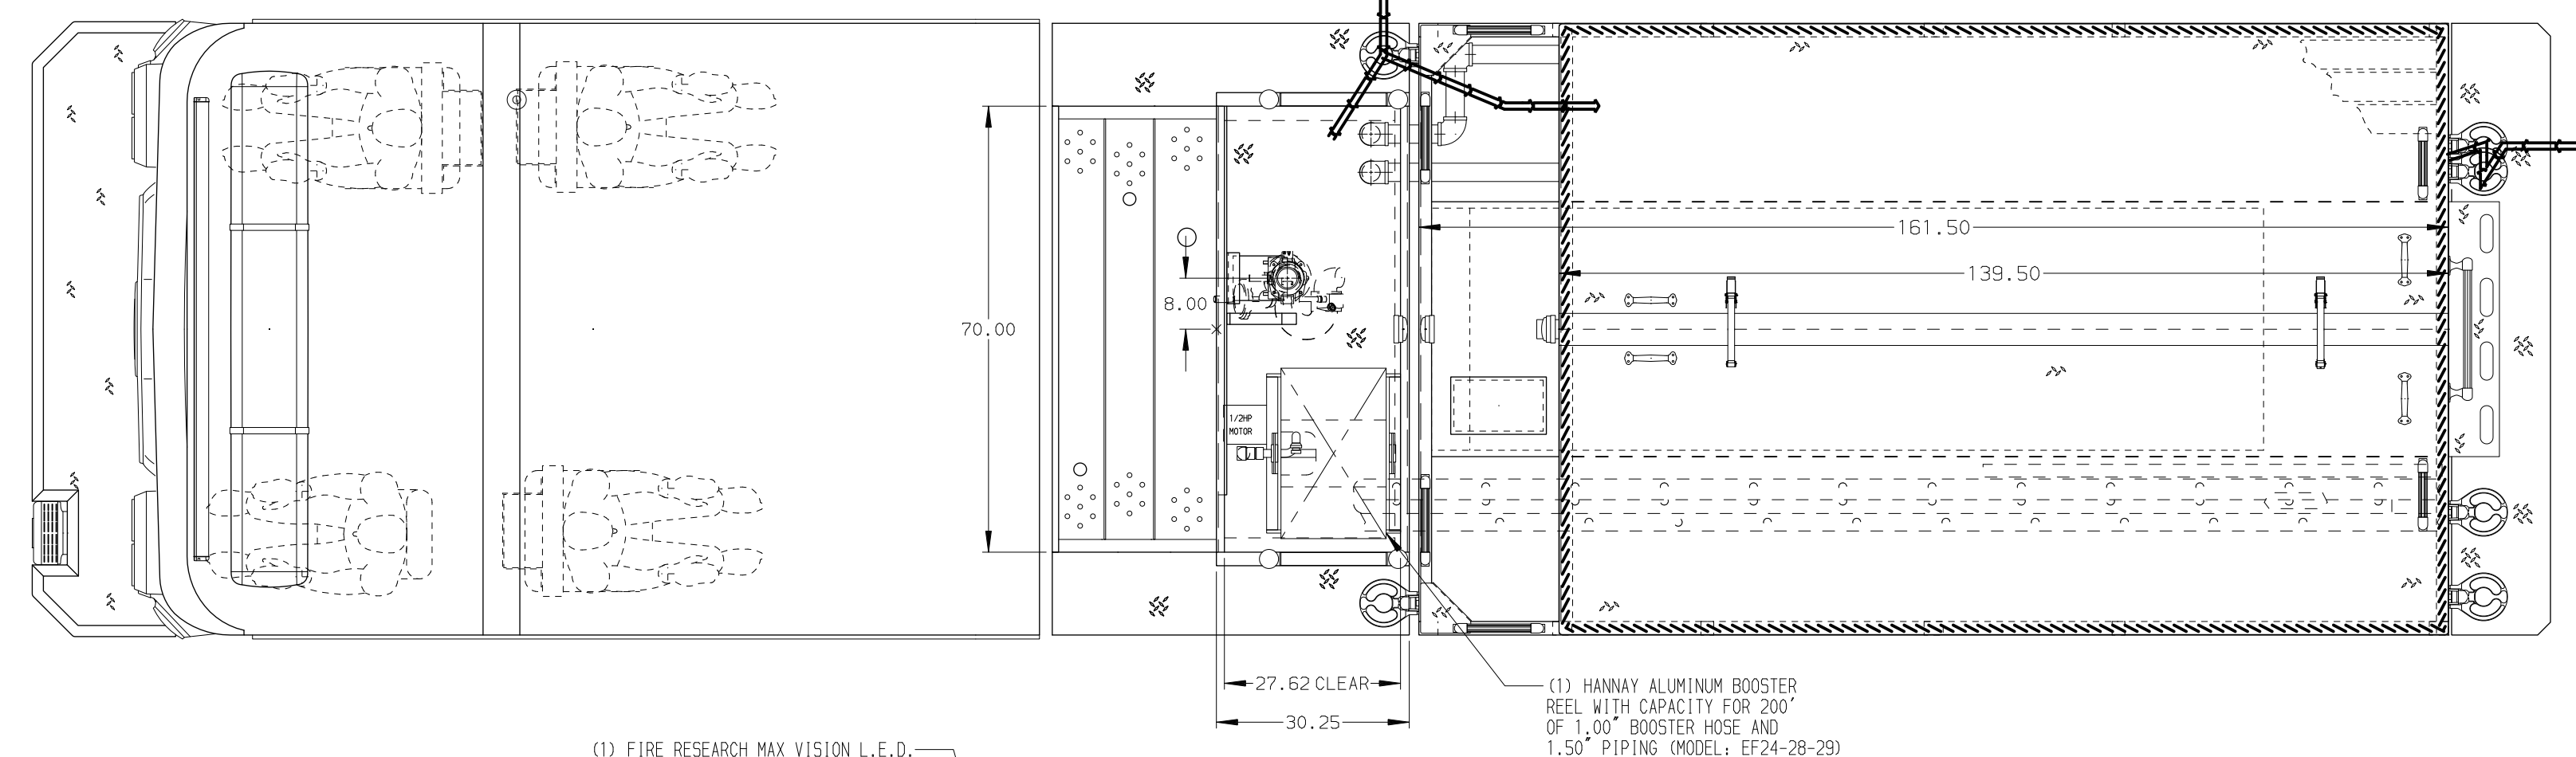 161.50
139.50
8.00
70.00
1/2HP
MOTOR
27.62 CLEAR
30.25
(1) HANNAY ALUMINUM BOOSTER
REEL WITH CAPACITY FOR 200'
OF 1.00" BOOSTER HOSE AND
1.50" PIPING (MODEL: EF24-28-29)
(1) FIRE RESEARCH MAX VISION L.E.D.